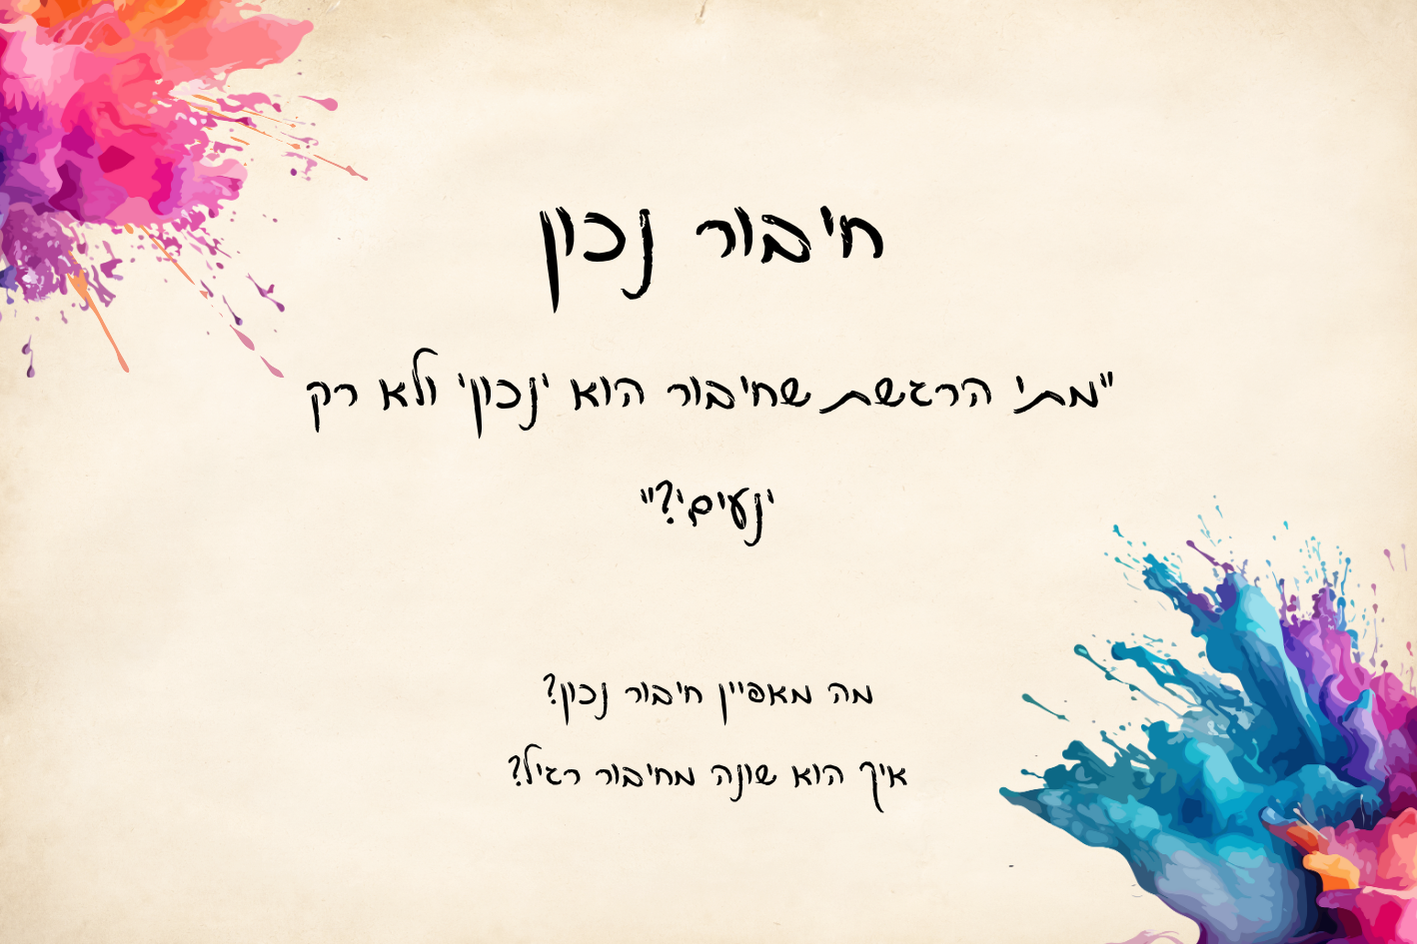 חיבור נכון
"מתי הרגשת שחיבור הוא 'נכון' ולא רק
'נעים'?"
מה מאפיין חיבור נכון?
איך הוא שונה מחיבור רגיל?